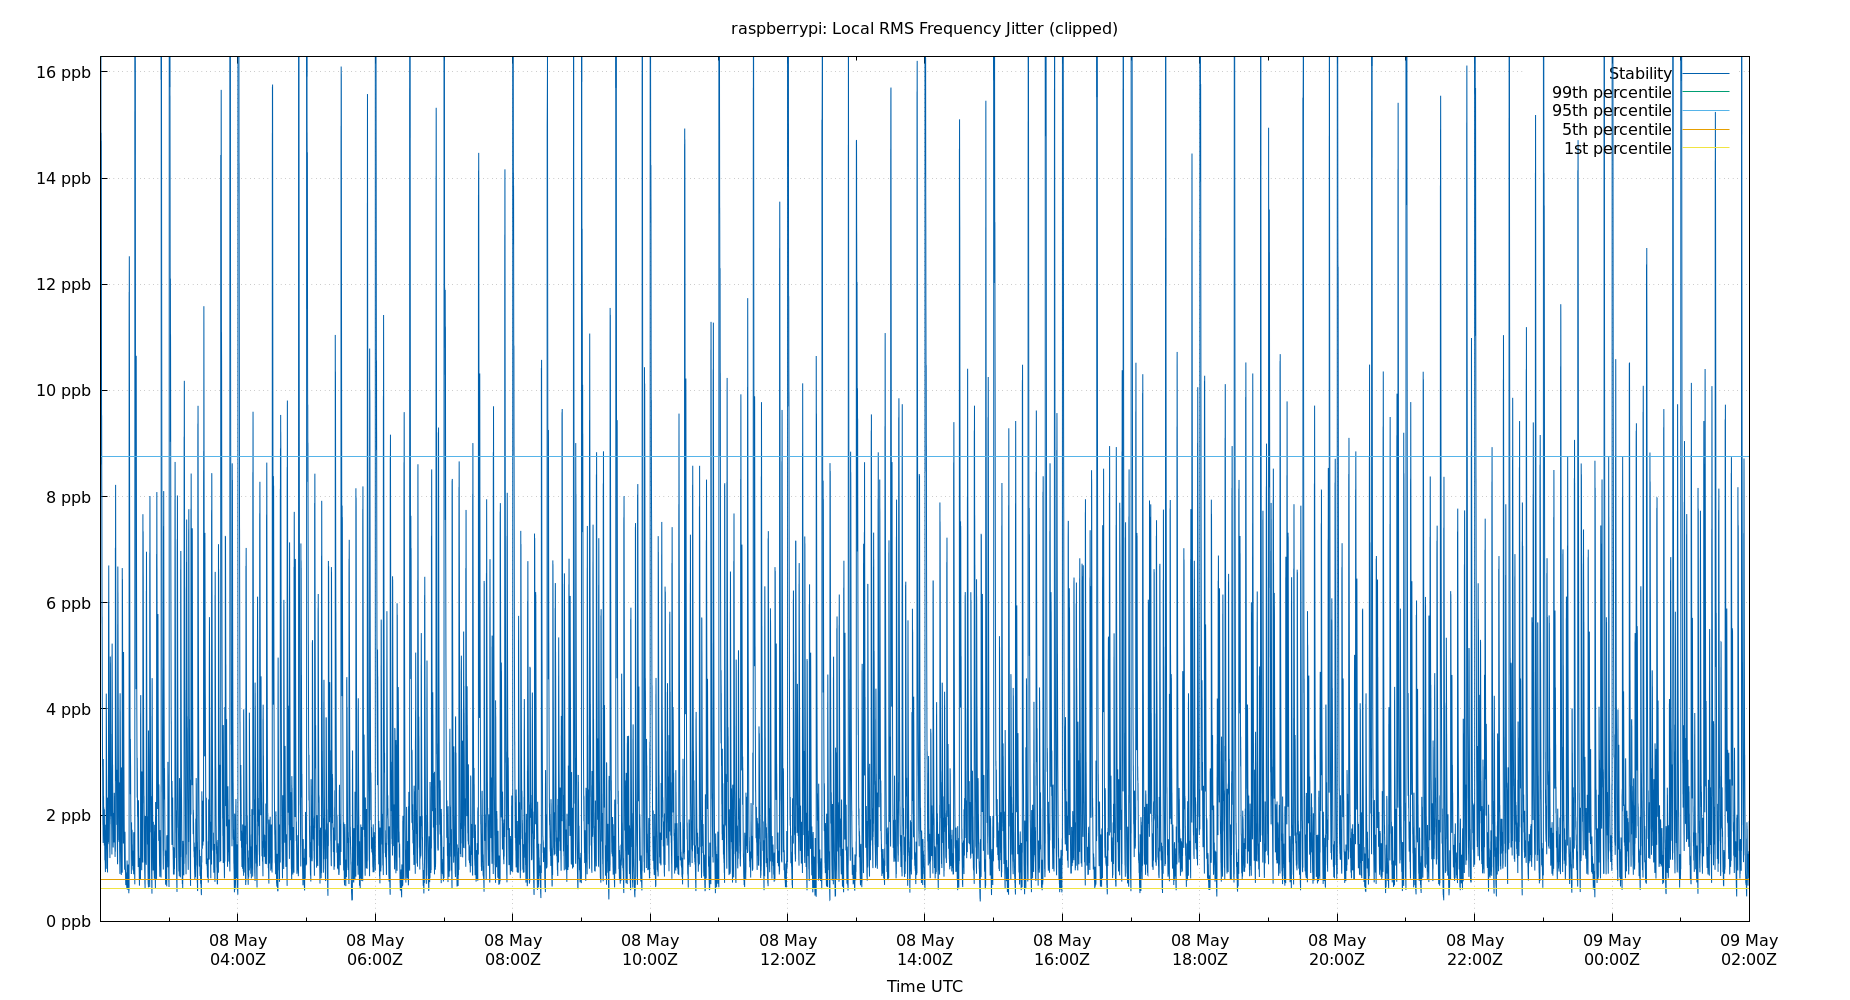 raspberrypi: Local RMS Frequency Jitter (clipped)
16 ppb
14 ppb
12 ppb
10 ppb
8 ppb
6 ppb
4 ppb
2 ppb
0 ppb
Stability
99th percentile
95th percentile
5th percentile
1st percentile
08 May 08 May 08 May 08 May 08 May 08 May 08 May 08 May 08 May 08 May 09 May 09 May
04:00Z 06:00Z 08:00Z 10:00Z 12:00Z 14:00Z 16:00Z 18:00Z 20:00Z 22:00Z 00:00Z 02:00Z
Time UTC